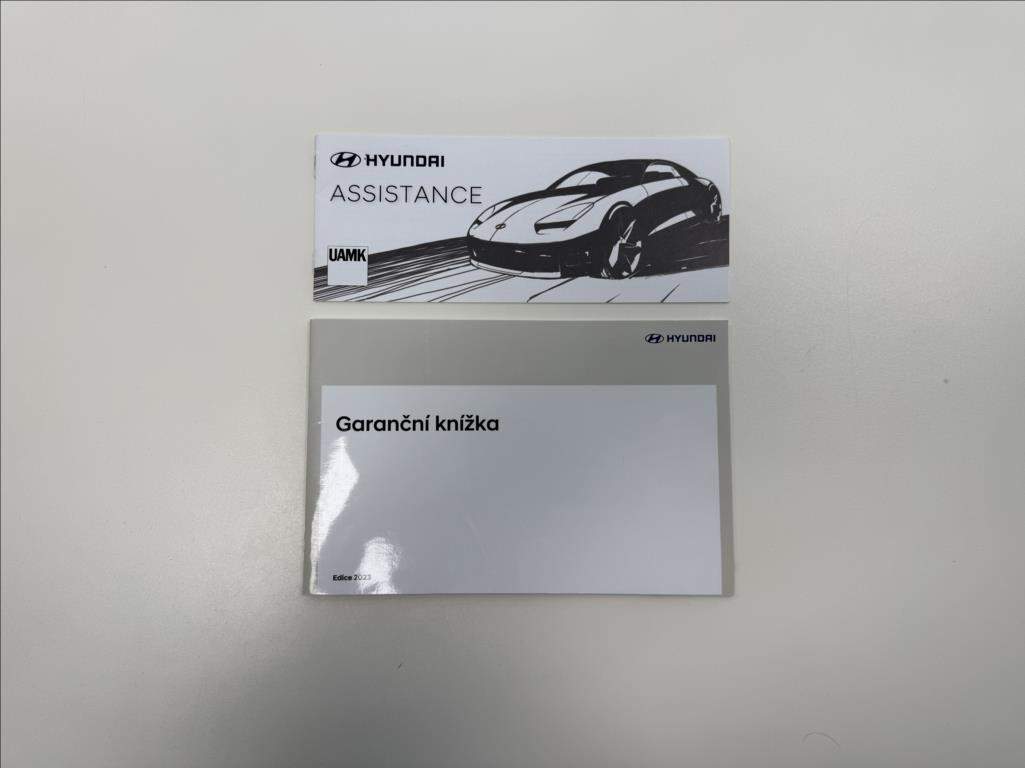 HYUNDAI
ASSISTANCE
UAMK
HYUNDAI
Garanční knížka
Edice 2023